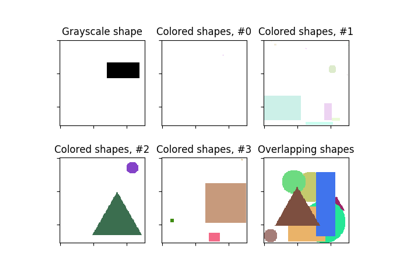 Grayscale shape
Colored shapes, #0
Colored shapes, #1
Colored shapes, #2
Colored shapes, #3
Overlapping shapes